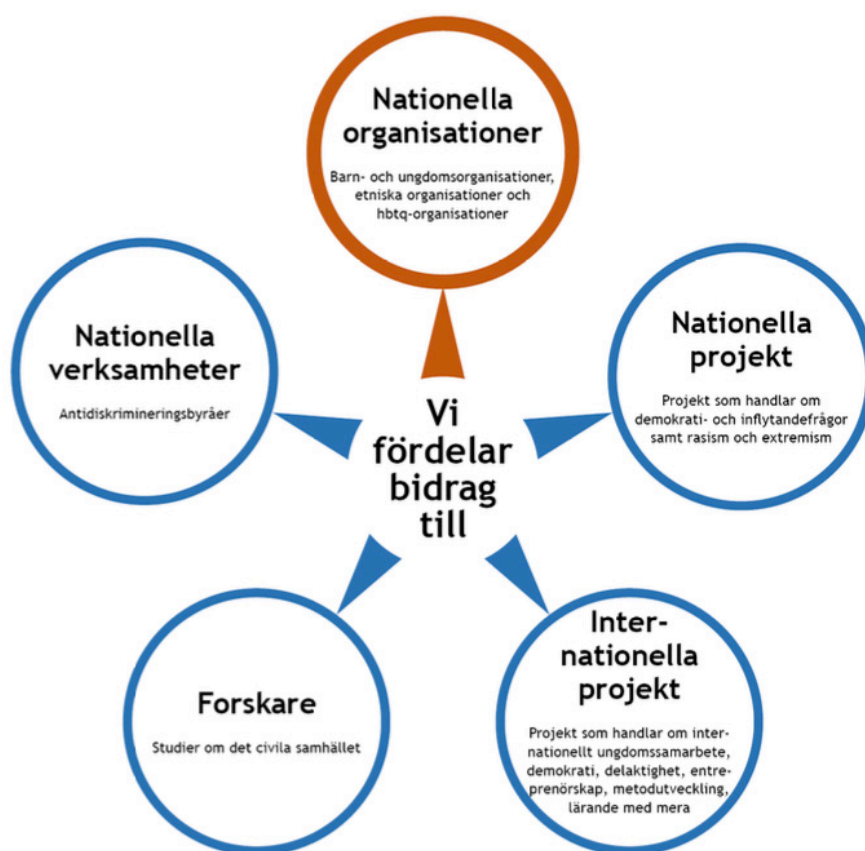 Nationella
organisationer
Barn- och ungdomsorganisationer,
etniska organisationer och
hbtq-organisationer
Nationella
verksamheter
Antidiskrimineringsbyråer
Nationella
projekt
Projekt som handlar om
demokrati- och inflytandefrågor
samt rasism och extremism
Vi
fördelar
bidrag
till
Forskare
Studier om det civila samhället
Inter-
nationella
projekt
Projekt som handlar om inter-
nationellt ungdomssamarbete,
demokrati, delaktighet, entre-
prenörskap, metodutveckling,
lärande med mera